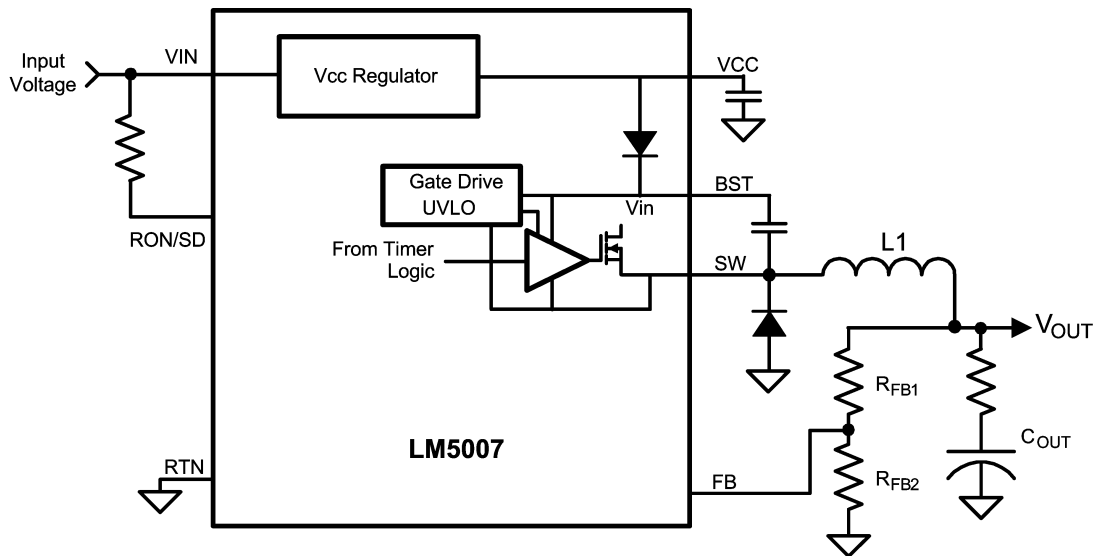 Input
Voltage
VIN
Vcc Regulator
VCC
Gate Drive
UVLO
BST
Vin
RON/SD
From Timer
Logic
SW
L1
VOUT
RFB1
COUT
LM5007
RTN
FB
RFB2